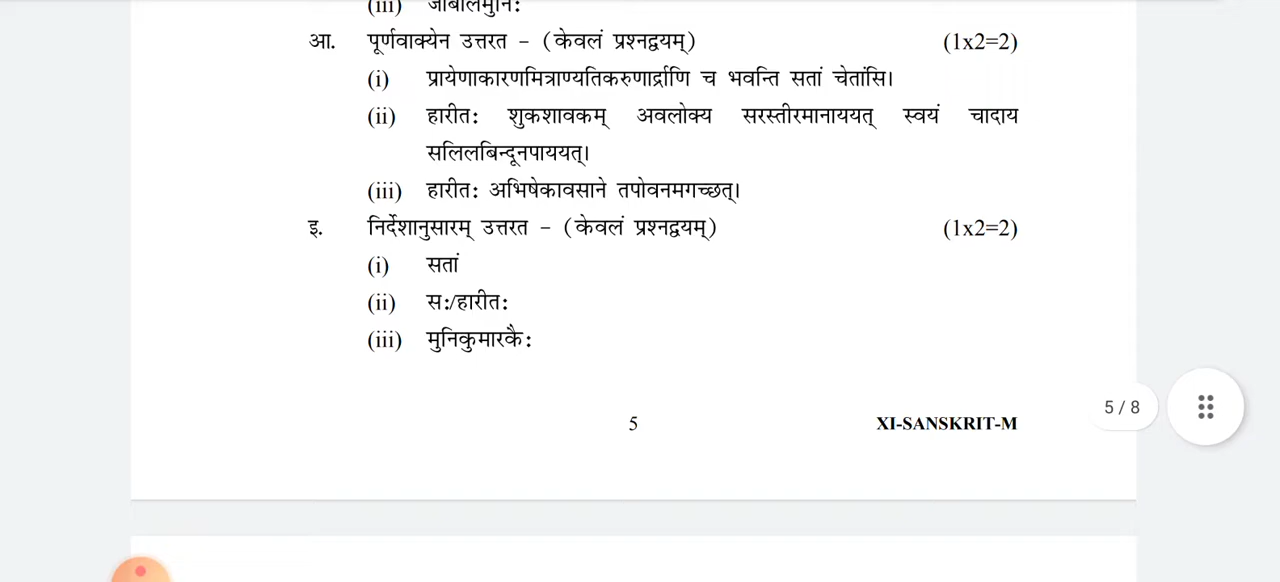 (iii) जाबालिमुनिः
आ. पूर्णवाक्येन उत्तरत – (केवलं प्रश्नद्वयम्) (1x2=2)
(i) प्रायेणाकारणमित्राण्यतिकरुणार्द्राणि च भवन्ति सतां चेतांसि।
(ii) हारीतः शुकशावकम् अवलोक्य सरस्तीरमानाययत् स्वयं चादाय
सलिलबिन्दूनपाययत्।
(iii) हारीतः अभिषेकावसाने तपोवनमगच्छत्।
इ. निर्देशानुसारम् उत्तरत – (केवलं प्रश्नद्वयम्) (1x2=2)
(i) सतां
(ii) सः/हारीतः
(iii) मुनिकुमारकैः
5 / 8
5 XI-SANSKRIT-M